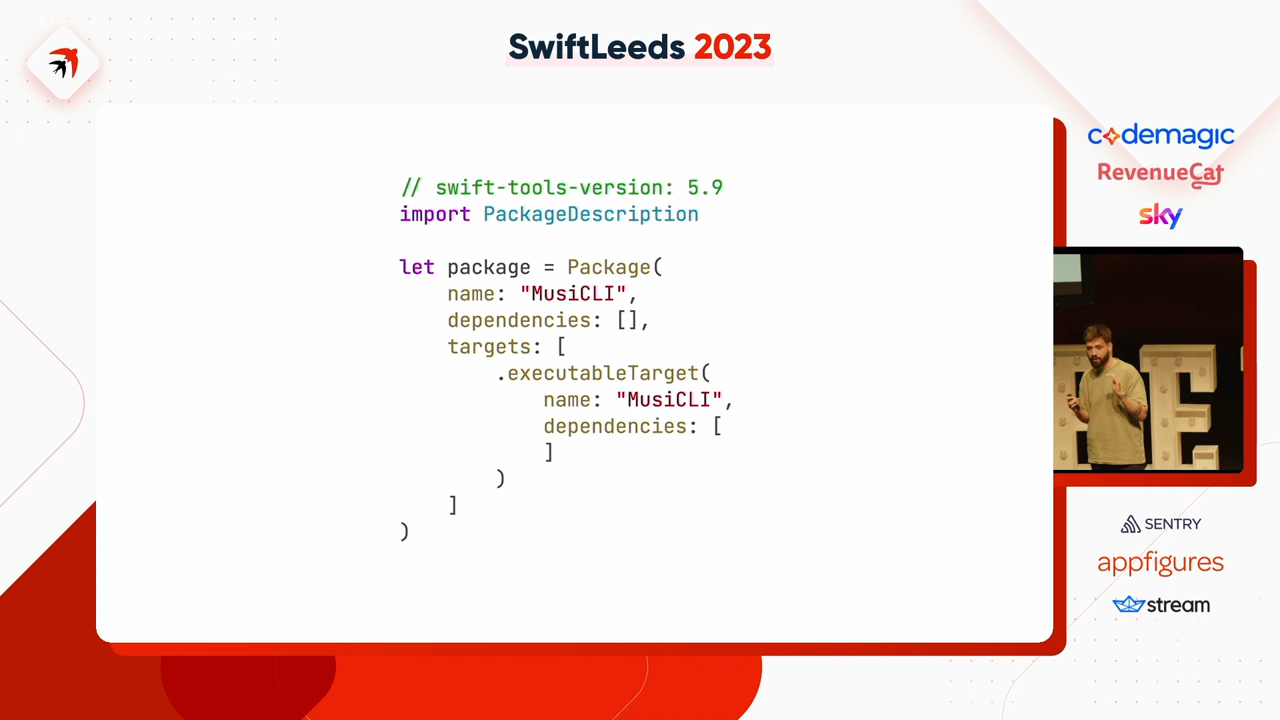 SwiftLeeds 2023
// swift-tools-version: 5.9
import PackageDescription
let package = Package(
    name: "MusiCLI",
    dependencies: [],
    targets: [
        .executableTarget(
            name: "MusiCLI",
            dependencies: [
            ]
        )
    ]
)
codemagic
RevenueCat
sky
SENTRY
appfigures
stream